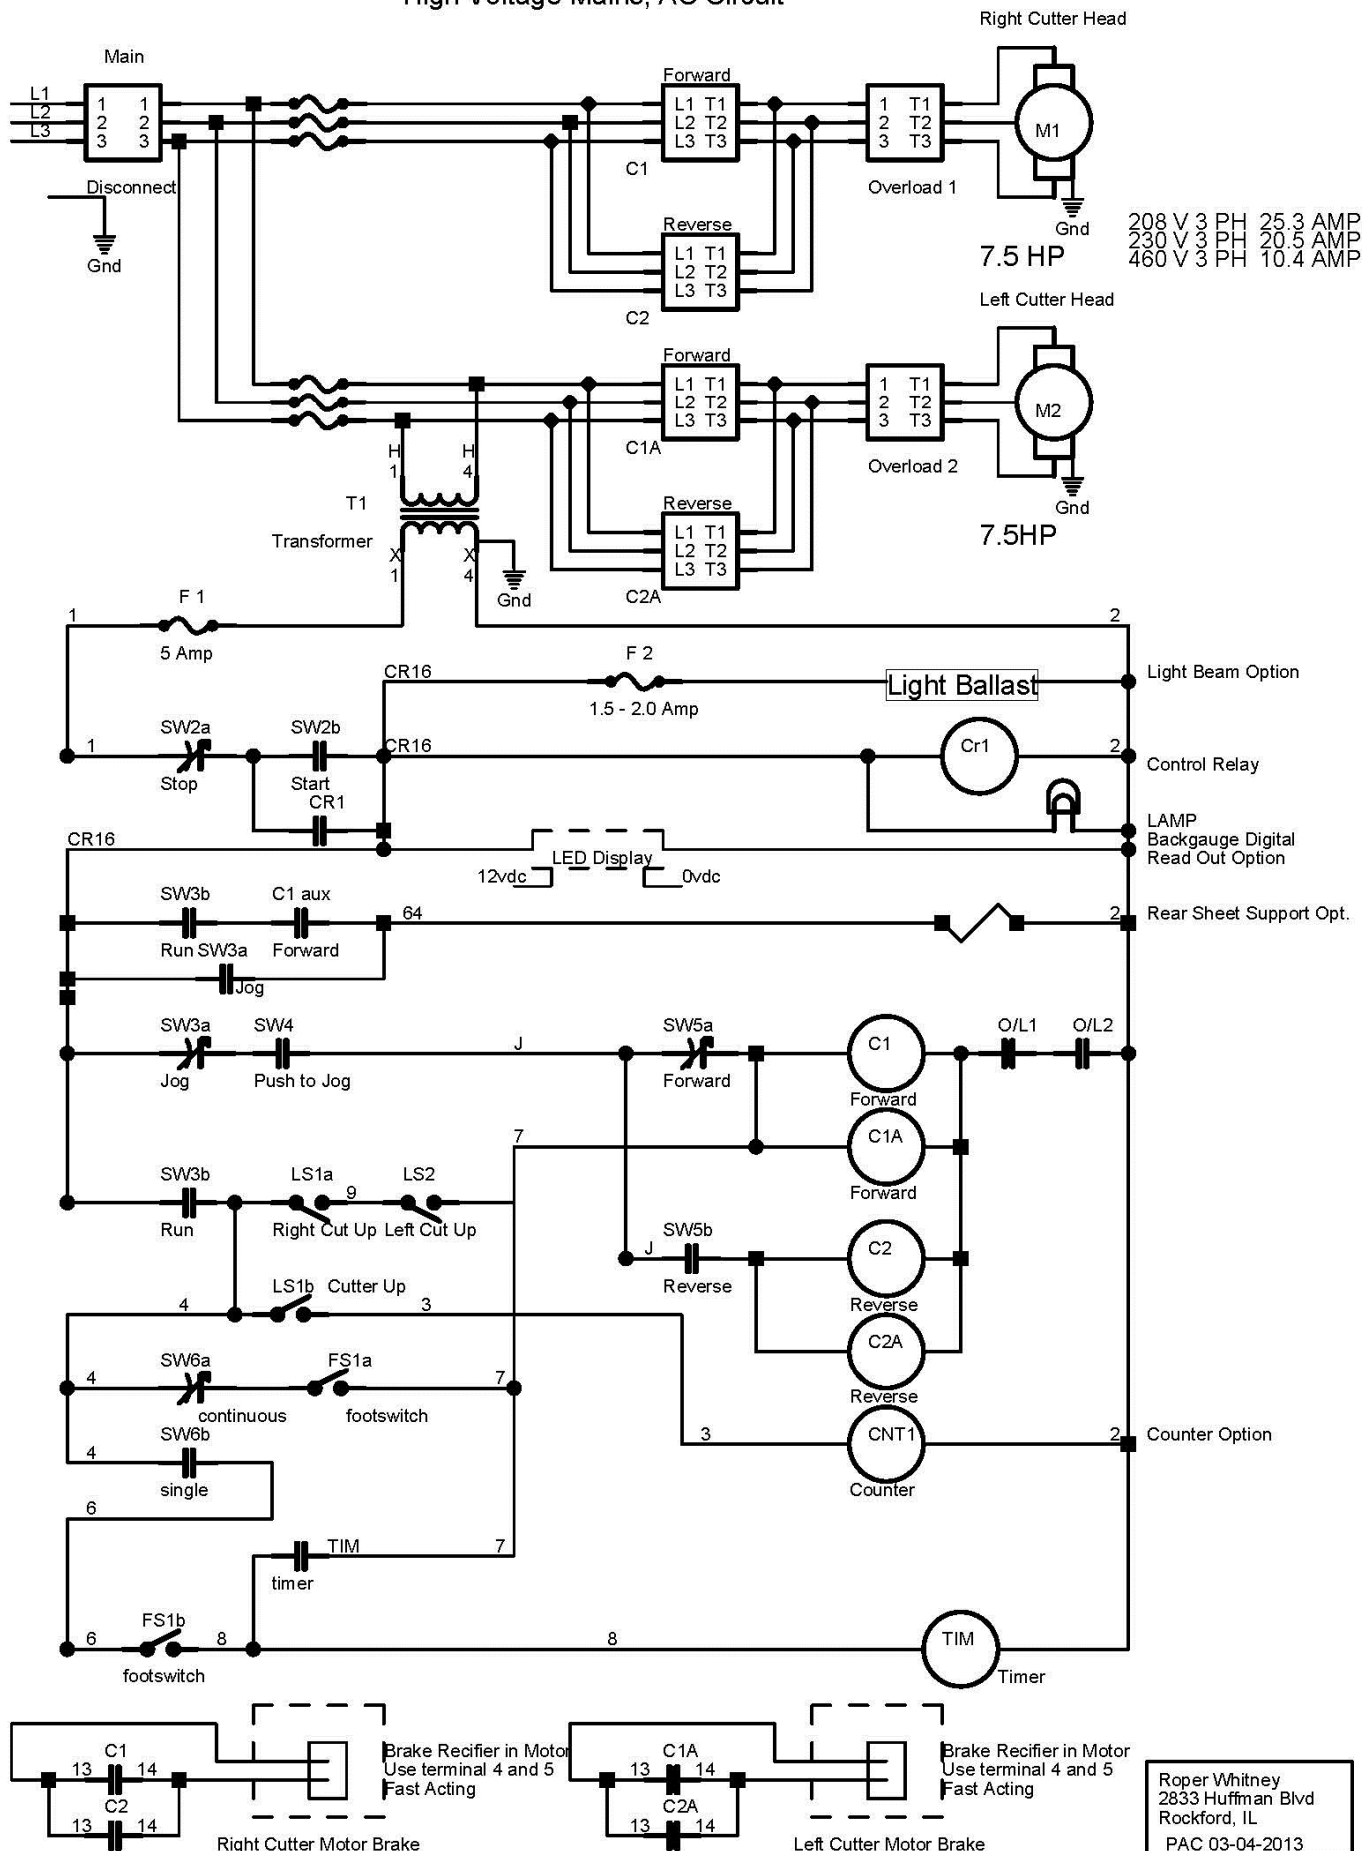 High Voltage Mains, AC Circuit
Right Cutter Head
Main
Forward
L1
L2
L3
1 1
2 2
3 3
L1 T1
L2 T2
L3 T3
1 T1
2 T2
3 T3
M1
C1
Disconnect
Overload 1
Gnd
Gnd
Reverse
L1 T1
L2 T2
L3 T3
C2
7.5 HP
208 V 3 PH 25.3 AMP
230 V 3 PH 20.5 AMP
460 V 3 PH 10.4 AMP
Left Cutter Head
Forward
L1 T1
L2 T2
L3 T3
1 T1
2 T2
3 T3
M2
C1A
Overload 2
H1
H4
T1
Transformer
X1
X4
Gnd
Reverse
L1 T1
L2 T2
L3 T3
C2A
Gnd
7.5HP
1
F 1
5 Amp
2
CR16
F 2
1.5 - 2.0 Amp
Light Ballast
Light Beam Option
1
SW2a
Stop
SW2b
Start
CR16
Cr1
2
Control Relay
CR1
LAMP
CR16
LED Display
12vdc
0vdc
Backgauge Digital
Read Out Option
SW3b
C1 aux
64
2
Rear Sheet Support Opt.
Run SW3a
Forward
Jog
SW3a
SW4
J
SW5a
C1
O/L1
O/L2
Jog
Push to Jog
Forward
Forward
7
C1A
Forward
SW3b
LS1a
9
LS2
Run
Right Cut Up
Left Cut Up
J
SW5b
C2
Reverse
Reverse
4
LS1b
Cutter Up
3
C2A
Reverse
4
SW6a
FS1a
7
continuous
footswitch
4
SW6b
single
3
CNT1
2
Counter Option
Counter
6
TIM
7
timer
6
FS1b
8
8
TIM
footswitch
Timer
13
C1
14
13
C2
14
Brake Recifier in Motor
Use terminal 4 and 5
Fast Acting
Right Cutter Motor Brake
13
C1A
14
13
C2A
14
Brake Recifier in Motor
Use terminal 4 and 5
Fast Acting
Left Cutter Motor Brake
Roper Whitney
2833 Huffman Blvd
Rockford, IL
PAC 03-04-2013